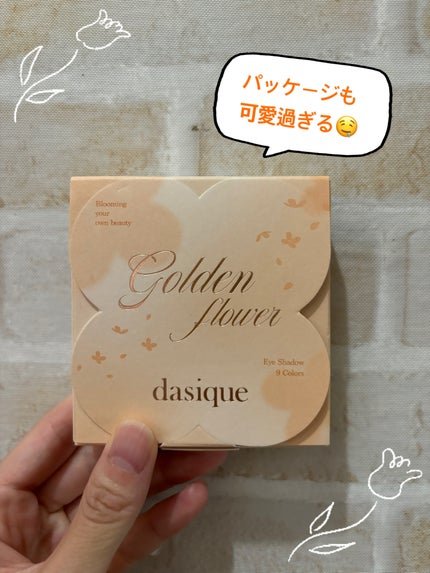 パッケージも
可愛過ぎる🤤
Blooming
your
own beauty
Golden
flower
Eye Shadow
9 Colors
dasique